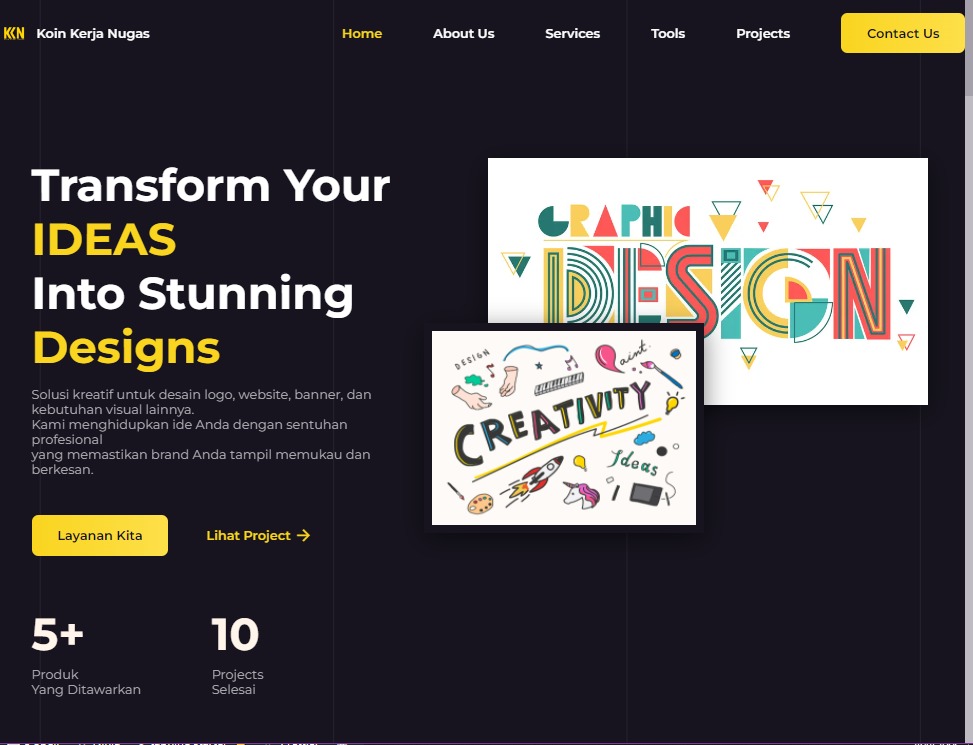 KKN Koin Kerja Nugas Home About Us Services Tools Projects Contact Us
Transform Your
IDEAS
Into Stunning
Designs
Solusi kreatif untuk desain logo, website, banner, dan
kebutuhan visual lainnya.
Kami menghidupkan ide Anda dengan sentuhan
profesional
yang memastikan brand Anda tampil memukau dan
berkesan.
Layanan Kita Lihat Project →
5+ 10
Produk Projects
Yang Ditawarkan Selesai
GRAPHIC
DESIGN
DESIGN
Paint.
CREATIVITY
Ideas